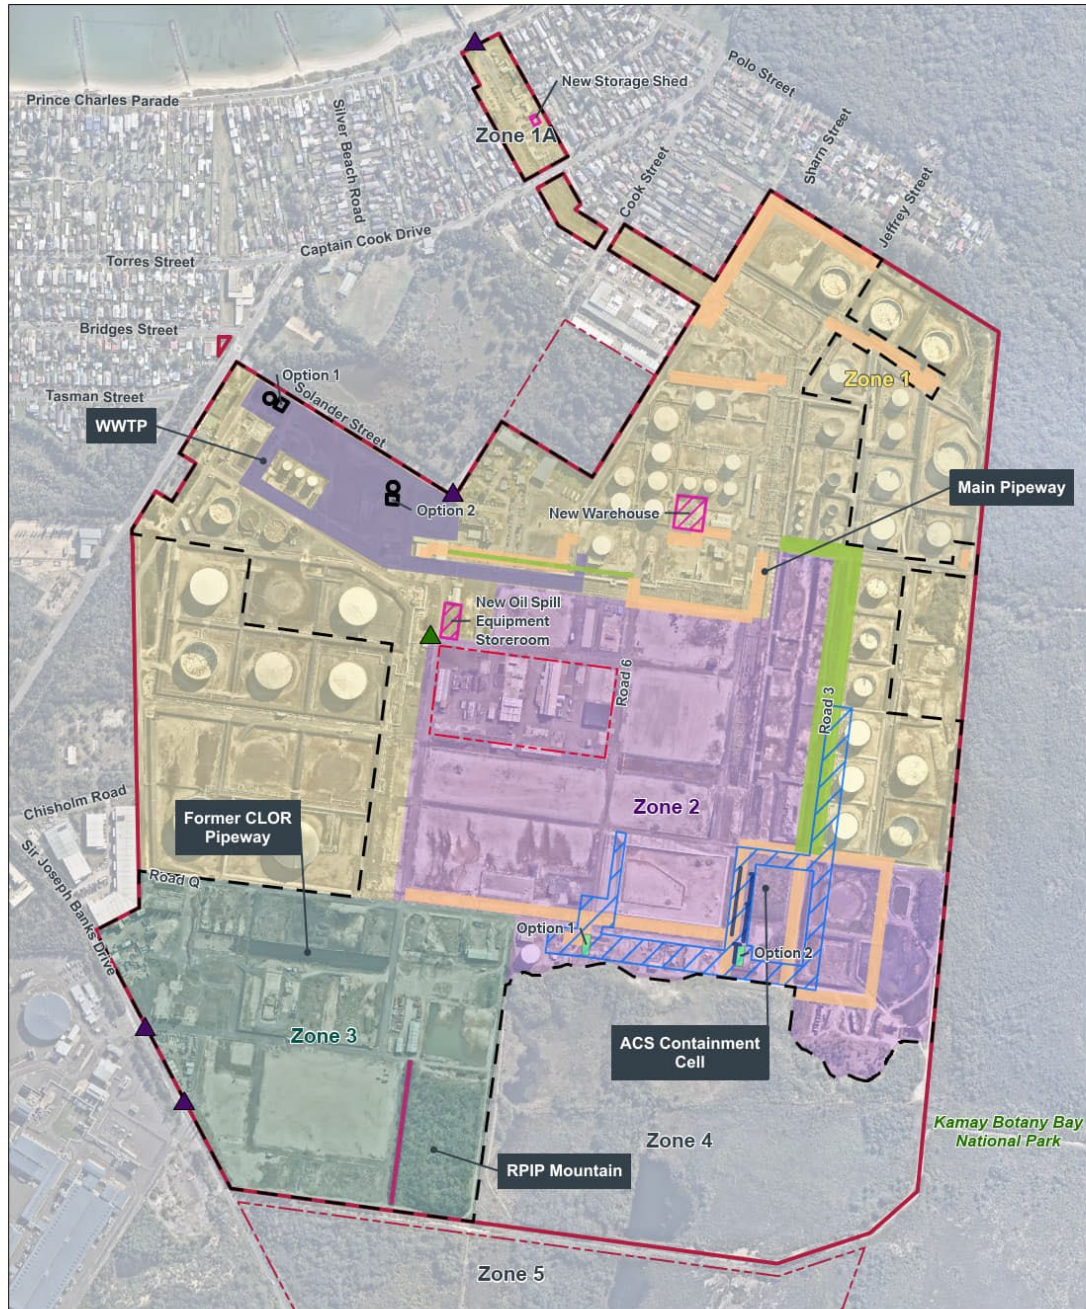 Polo Street
New Storage Shed
Prince Charles Parade
Zone 1A
Silver Beach Road
Sharn Street
Cook Street
Jeffrey Street
Captain Cook Drive
Torres Street
Bridges Street
Option 1
Solander Street
Zone 1
Tasman Street
WWTP
Main Pipeway
Option 2
New Warehouse
New Oil Spill
Equipment
Storeroom
Road 6
Road 3
Chisholm Road
Zone 2
Former CLOR
Pipeway
Sir Joseph Banks Drive
Road Q
Option 1
Option 2
Zone 3
ACS Containment
Cell
Kamay Botany Bay
National Park
Zone 4
RPIP Mountain
Zone 5